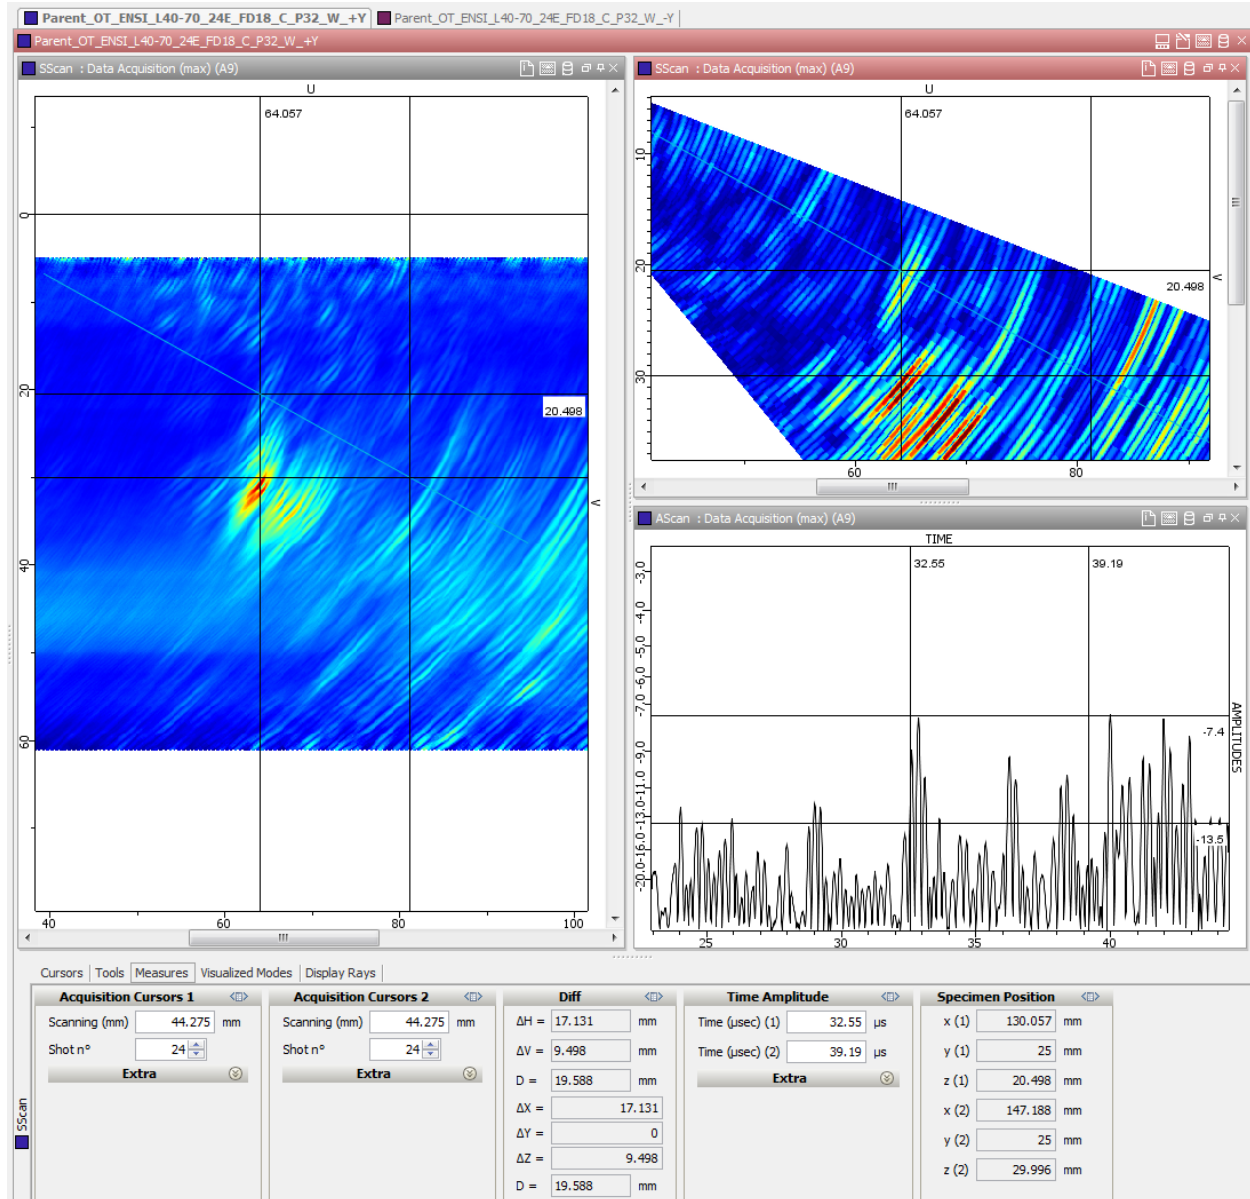 Parent_OT_ENSI_L40-70_24E_FD18_C_P32_W_+Y Parent_OT_ENSI_L40-70_24E_FD18_C_P32_W_-Y
Parent_OT_ENSI_L40-70_24E_FD18_C_P32_W_+Y
SScan : Data Acquisition (max) (A9)
U
64.057
0
20
20.498
V
40
60
40 60 80 100
SScan : Data Acquisition (max) (A9)
U
64.057
10
20
20.498
V
30
60 80
AScan : Data Acquisition (max) (A9)
TIME
32.55 39.19
-3.0
-4.0
-5.0
-6.0
-7.0
-9.0
-11.0
-13.0
-16.0
-20.0
-7.4
-13.5
AMPLITUDES
25 30 35 40
Cursors Tools Measures Visualized Modes Display Rays
SScan
Acquisition Cursors 1
Scanning (mm) 44.275 mm
Shot n° 24
Extra
Acquisition Cursors 2
Scanning (mm) 44.275 mm
Shot n° 24
Extra
Diff
ΔH = 17.131 mm
ΔV = 9.498 mm
D = 19.588 mm
ΔX = 17.131
ΔY = 0
ΔZ = 9.498
D = 19.588 mm
Time Amplitude
Time (µsec) (1) 32.55 µs
Time (µsec) (2) 39.19 µs
Extra
Specimen Position
x (1) 130.057 mm
y (1) 25 mm
z (1) 20.498 mm
x (2) 147.188 mm
y (2) 25 mm
z (2) 29.996 mm